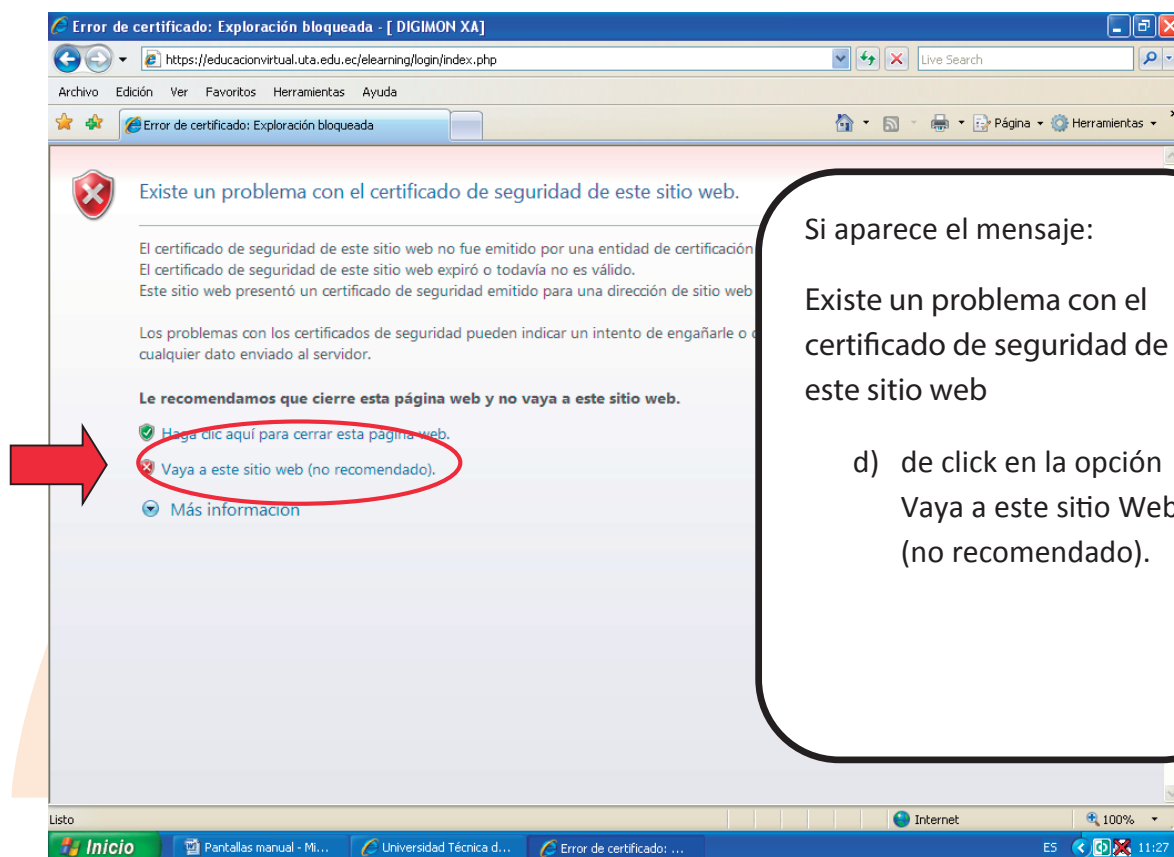 Error de certificado: Exploración bloqueada - [ DIGIMON XA]
https://educacionvirtual.uta.edu.ec/elearning/login/index.php
Live Search
Archivo Edición Ver Favoritos Herramientas Ayuda
Error de certificado: Exploración bloqueada
Página Herramientas
Existe un problema con el certificado de seguridad de este sitio web.
El certificado de seguridad de este sitio web no fue emitido por una entidad de certificación
El certificado de seguridad de este sitio web expiró o todavía no es válido.
Este sitio web presentó un certificado de seguridad emitido para una dirección de sitio web
Los problemas con los certificados de seguridad pueden indicar un intento de engañarle o
cualquier dato enviado al servidor.
Le recomendamos que cierre esta página web y no vaya a este sitio web.
Haga clic aquí para cerrar esta página web.
Vaya a este sitio web (no recomendado).
Más información
Si aparece el mensaje:
Existe un problema con el
certificado de seguridad de
este sitio web
d) de click en la opción
Vaya a este sitio Web
(no recomendado).
Listo
Internet
100%
Inicio
Pantallas manual - Mi...
Universidad Técnica d...
Error de certificado: ...
ES
11:27